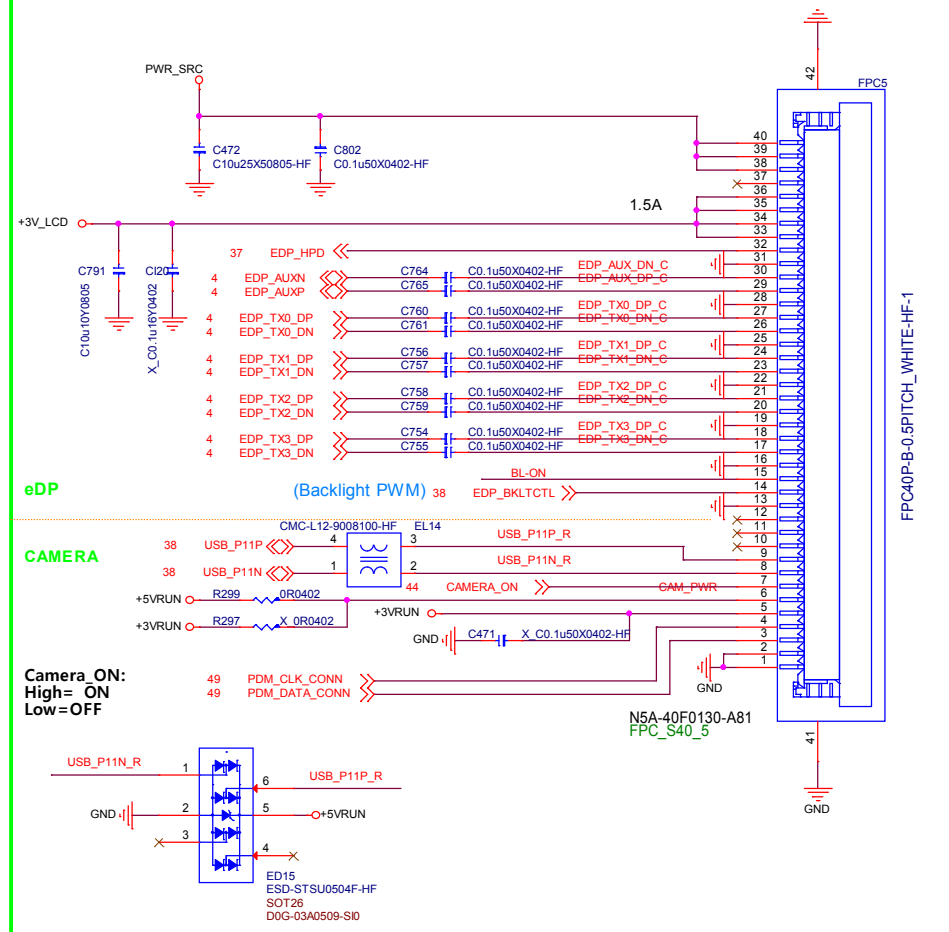 42
FPC5
PWR_SRC
C472
C10u25X50805-HF
C802
C0.1u50X0402-HF
40
39
38
37
36
1.5A
35
+3V_LCD
34
33
37 EDP_HPD
32
C791
C10u10Y0805
CI20
X_C0.1u16Y0402
31
4 EDP_AUXN C764 C0.1u50X0402-HF EDP_AUX_DN_C
30
4 EDP_AUXP C765 C0.1u50X0402-HF EDP_AUX_DP_C
29
28
4 EDP_TX0_DP C760 C0.1u50X0402-HF EDP_TX0_DP_C
27
4 EDP_TX0_DN C761 C0.1u50X0402-HF EDP_TX0_DN_C
26
25
4 EDP_TX1_DP C756 C0.1u50X0402-HF EDP_TX1_DP_C
24
4 EDP_TX1_DN C757 C0.1u50X0402-HF EDP_TX1_DN_C
23
22
4 EDP_TX2_DP C758 C0.1u50X0402-HF EDP_TX2_DP_C
21
4 EDP_TX2_DN C759 C0.1u50X0402-HF EDP_TX2_DN_C
20
19
4 EDP_TX3_DP C754 C0.1u50X0402-HF EDP_TX3_DP_C
18
4 EDP_TX3_DN C755 C0.1u50X0402-HF EDP_TX3_DN_C
17
16
BL-ON
15
eDP
(Backlight PWM) 38 EDP_BKLTCTL
14
13
12
11
10
FPC40P-B-0.5PITCH_WHITE-HF-1
CAMERA
CMC-L12-9008100-HF EL14
38 USB_P11P 4 3 USB_P11P_R
9
38 USB_P11N 1 2 USB_P11N_R
8
44 CAMERA_ON CAM_PWR
7
+5VRUN R299 0R0402
6
+3VRUN
5
+3VRUN R297 X_0R0402
4
GND C471 X_C0.1u50X0402-HF
3
2
1
GND
Camera_ON:
High= ON
Low=OFF
49 PDM_CLK_CONN
49 PDM_DATA_CONN
N5A-40F0130-A81
FPC_S40_5
41
GND
USB_P11N_R 1
6 USB_P11P_R
GND 2
5 +5VRUN
3
4
ED15
ESD-STSU0504F-HF
SOT26
D0G-03A0509-SI0